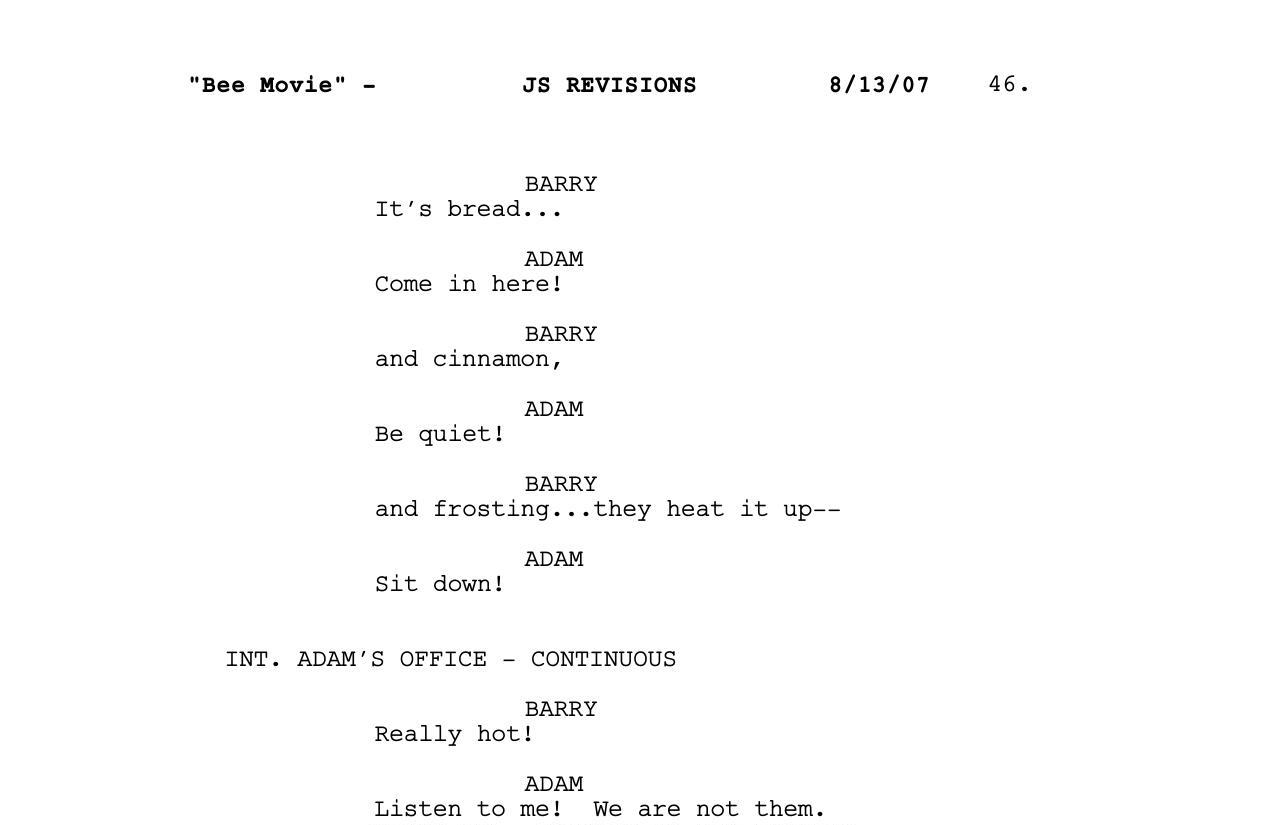 "Bee Movie" - JS REVISIONS 8/13/07 46.
BARRY
It's bread...
ADAM
Come in here!
BARRY
and cinnamon,
ADAM
Be quiet!
BARRY
and frosting...they heat it up--
ADAM
Sit down!
INT. ADAM'S OFFICE - CONTINUOUS
BARRY
Really hot!
ADAM
Listen to me!  We are not them.